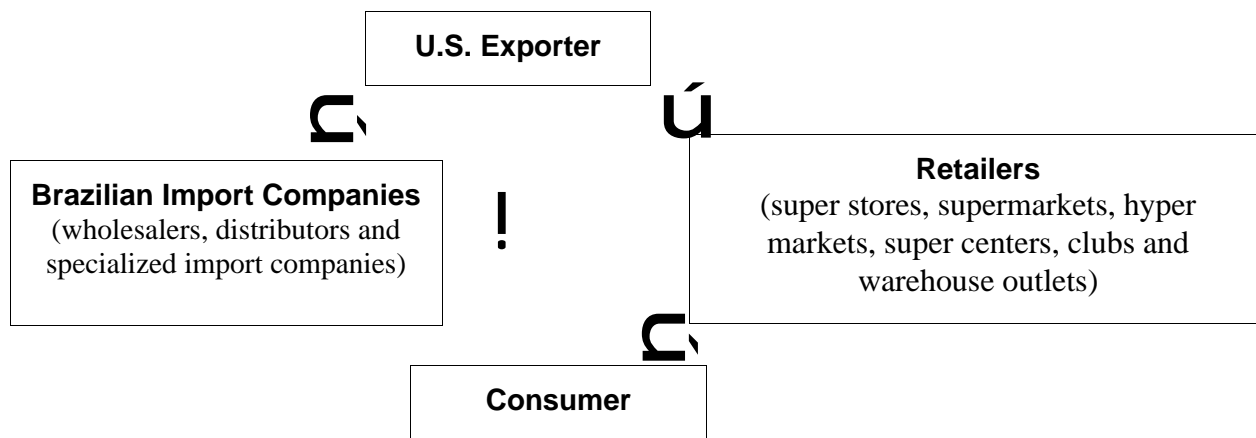 U.S. Exporter
ú
ú
Brazilian Import Companies
(wholesalers, distributors and
specialized import companies)
!
Retailers
(super stores, supermarkets, hyper
markets, super centers, clubs and
warehouse outlets)
ú
Consumer